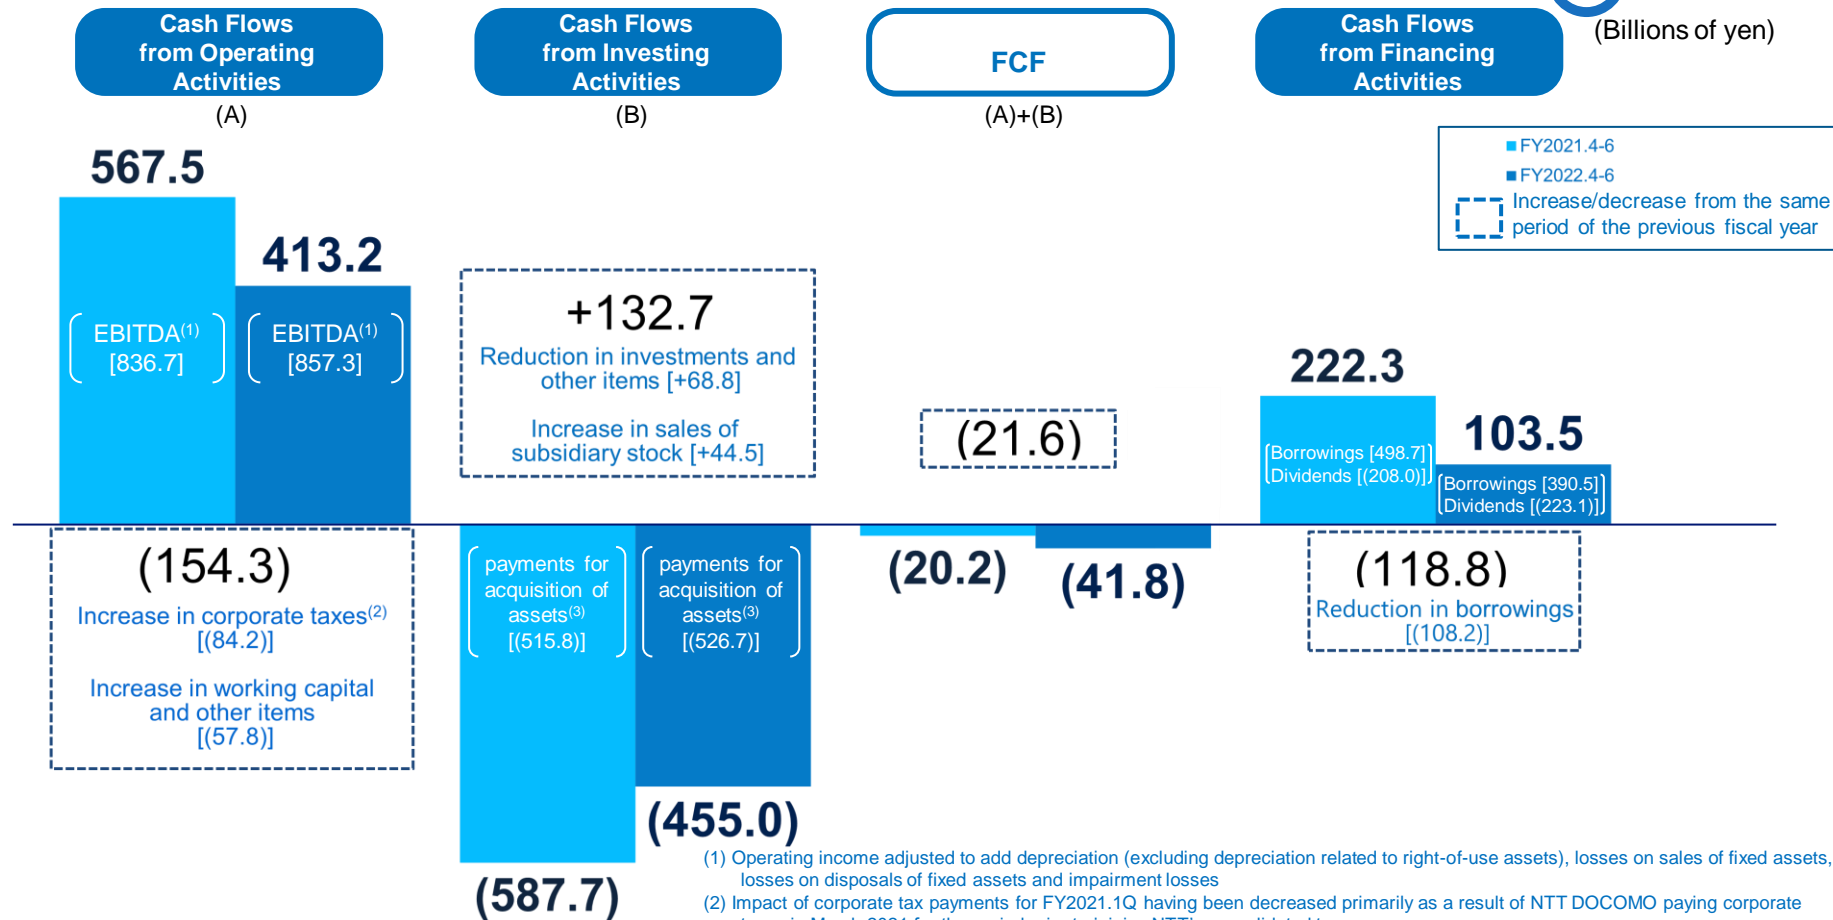 Cash Flows
from Operating
Activities
(A)
Cash Flows
from Investing
Activities
(B)
FCF
(A)+(B)
Cash Flows
from Financing
Activities
(Billions of yen)
FY2021.4-6
FY2022.4-6
Increase/decrease from the same
period of the previous fiscal year
567.5
413.2
EBITDA(1)
[836.7]
EBITDA(1)
[857.3]
(154.3)
Increase in corporate taxes(2)
[(84.2)]
Increase in working capital
and other items
[(57.8)]
+132.7
Reduction in investments and
other items [+68.8]
Increase in sales of
subsidiary stock [+44.5]
payments for
acquisition of
assets(3)
[(515.8)]
payments for
acquisition of
assets(3)
[(526.7)]
(587.7)
(455.0)
(21.6)
(20.2)
(41.8)
222.3
103.5
Borrowings [498.7]
Dividends [(208.0)]
Borrowings [390.5]
Dividends [(223.1)]
(118.8)
Reduction in borrowings
[(108.2)]
(1) Operating income adjusted to add depreciation (excluding depreciation related to right-of-use assets), losses on sales of fixed assets,
losses on disposals of fixed assets and impairment losses
(2) Impact of corporate tax payments for FY2021.1Q having been decreased primarily as a result of NTT DOCOMO paying corporate